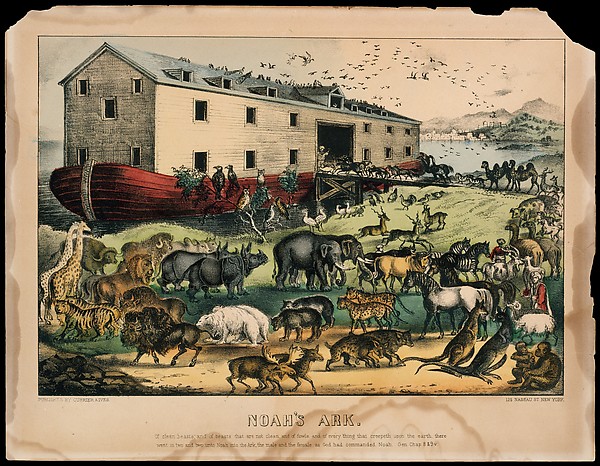 PUBLISHED BY CURRIER & IVES
125 NASSAU ST. NEW YORK
NOAH'S ARK.
"Of clean beasts, and of beasts that are not clean, and of fowls, and of every thing that creepeth upon the earth, there
went in two and two unto Noah into the Ark, the male and the female, as God had commanded Noah. Gen. Chap. 8 & 9 v.